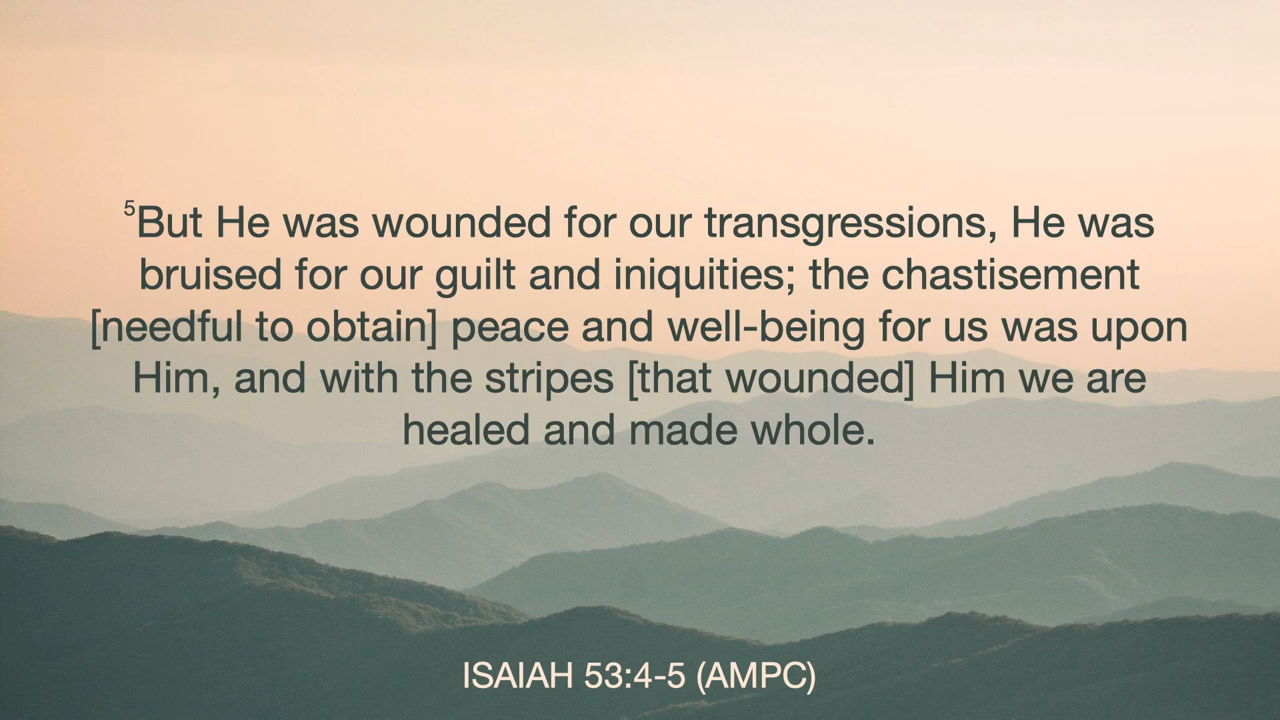 5But He was wounded for our transgressions, He was
bruised for our guilt and iniquities; the chastisement
[needful to obtain] peace and well-being for us was upon
Him, and with the stripes [that wounded] Him we are
healed and made whole.
ISAIAH 53:4-5 (AMPC)